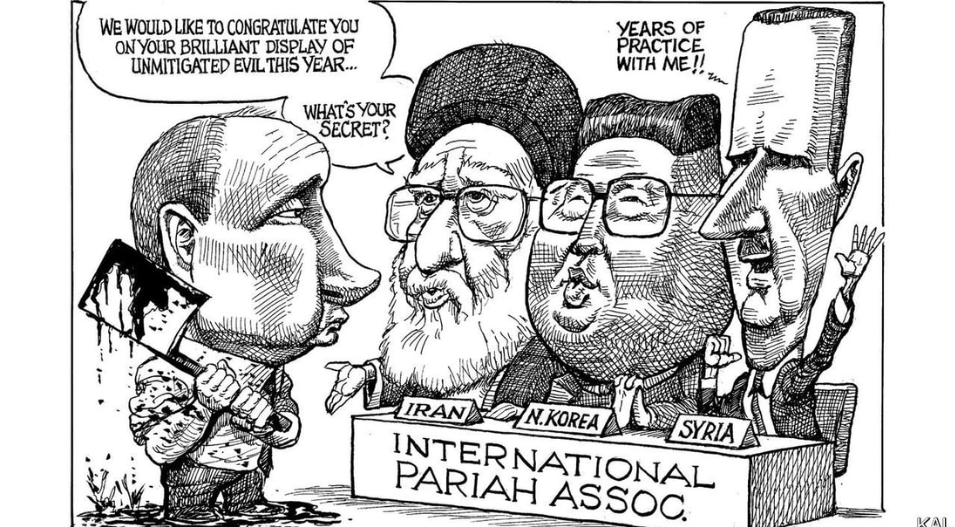 WE WOULD LIKE TO CONGRATULATE YOU
ON YOUR BRILLIANT DISPLAY OF
UNMITIGATED EVIL THIS YEAR...
WHAT'S YOUR
SECRET?
YEARS OF
PRACTICE
WITH ME!!
IRAN
N. KOREA
SYRIA
INTERNATIONAL
PARIAH ASSOC.
KAL